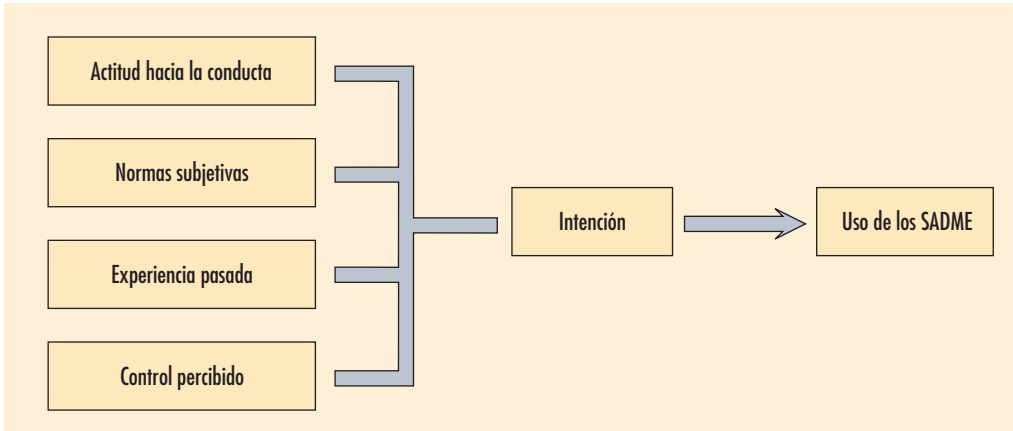 Actitud hacia la conducta
Normas subjetivas
Experiencia pasada
Control percibido
Intención
Uso de los SADME